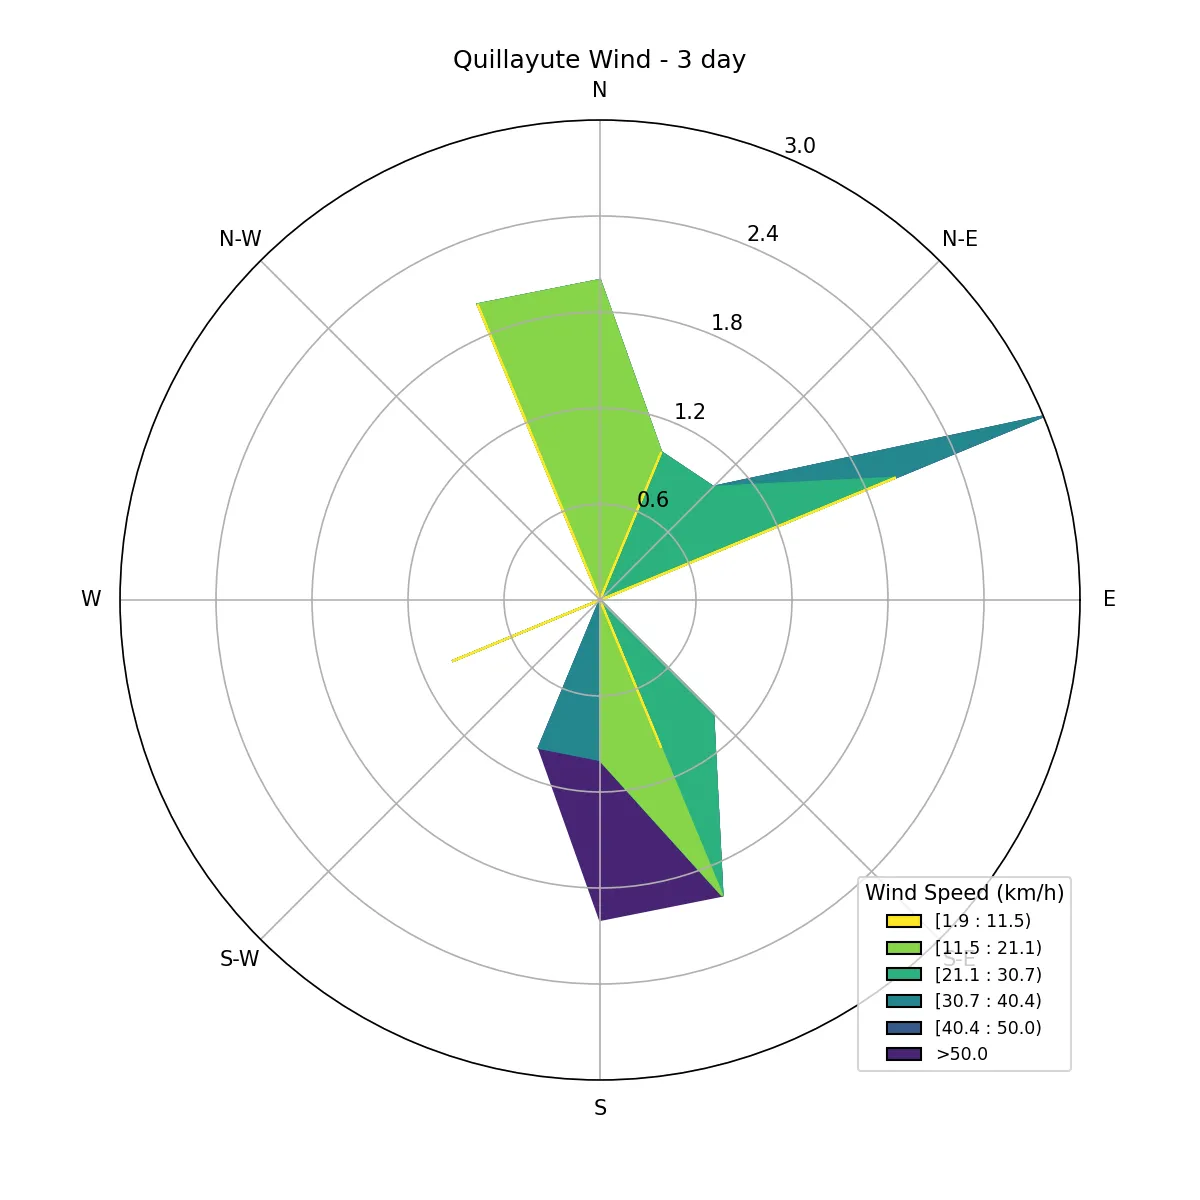 Quillayute Wind - 3 day
N
3.0
N-W
2.4
N-E
1.8
1.2
0.6
W
E
S-W
S-E
S
Wind Speed (km/h)
[1.9 : 11.5)
[11.5 : 21.1)
[21.1 : 30.7)
[30.7 : 40.4)
[40.4 : 50.0)
>50.0